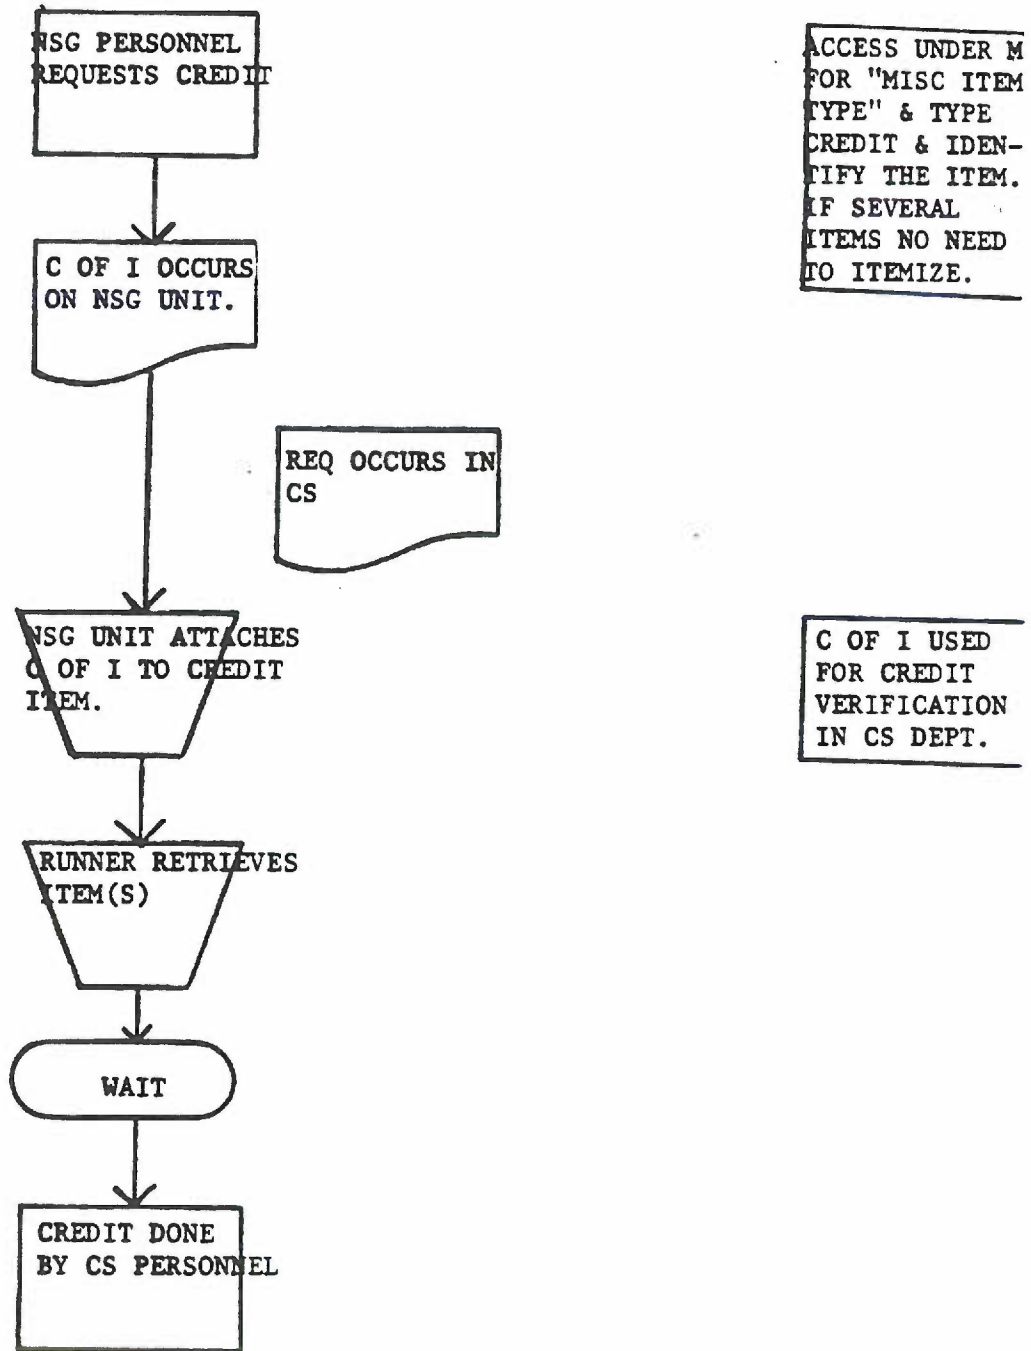 NSG PERSONNEL
REQUESTS CREDIT
ACCESS UNDER M
FOR "MISC ITEM
TYPE" & TYPE
CREDIT & IDEN-
TIFY THE ITEM.
IF SEVERAL
ITEMS NO NEED
TO ITEMIZE.
C OF I OCCURS
ON NSG UNIT.
REQ OCCURS IN
CS
NSG UNIT ATTACHES
C OF I TO CREDIT
ITEM.
C OF I USED
FOR CREDIT
VERIFICATION
IN CS DEPT.
RUNNER RETRIEVES
ITEM(S)
WAIT
CREDIT DONE
BY CS PERSONNEL